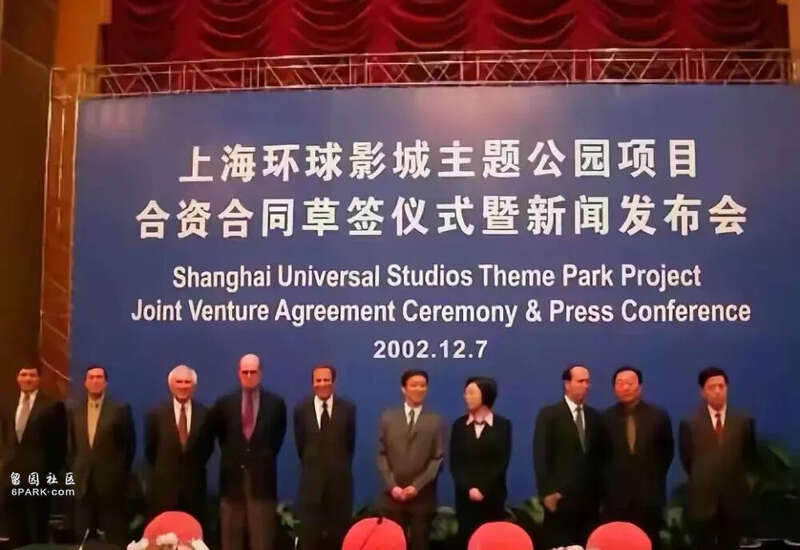 上海环球影城主题公园项目
合资合同草签仪式暨新闻发布会
Shanghai Universal Studios Theme Park Project
Joint Venture Agreement Ceremony & Press Conference
2002.12.7
留园社区
6PARK.com